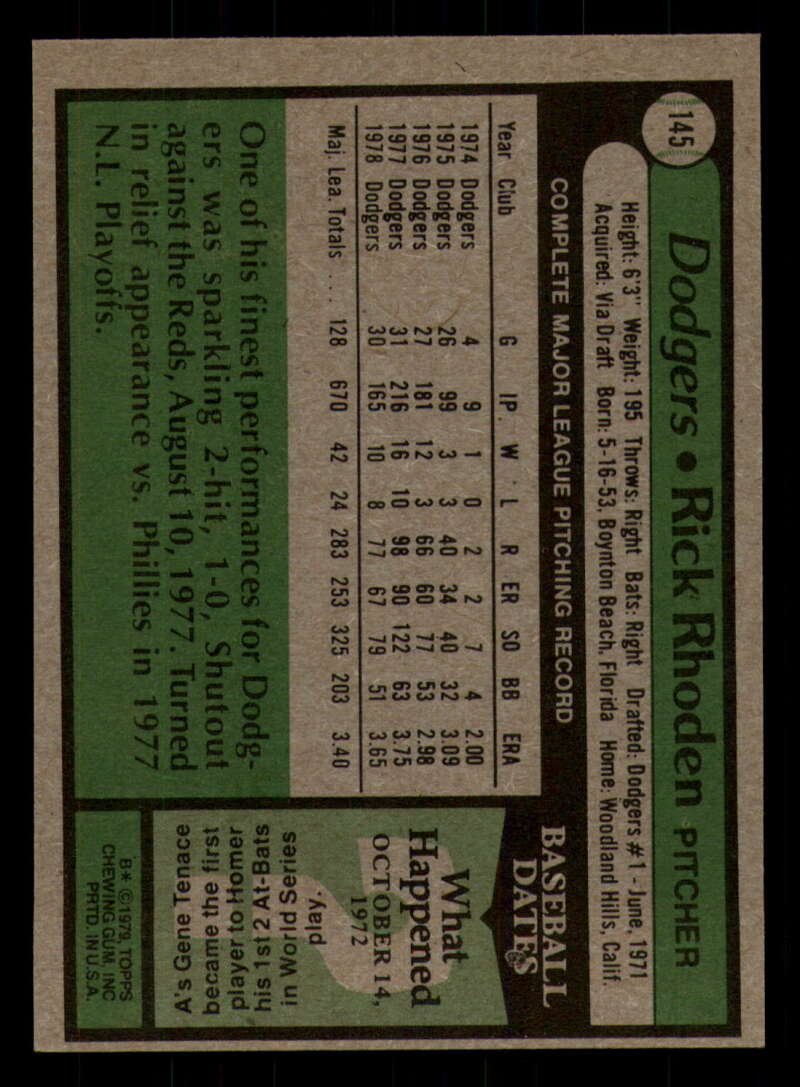 145
Dodgers • Rick Rhoden PITCHER
Height: 6'3" Weight: 195 Throws: Right Bats: Right Drafted: Dodgers #1 - June, 1971
Acquired: Via Draft Born: 5-16-53, Boynton Beach, Florida Home: Woodland Hills, Calif.
COMPLETE MAJOR LEAGUE PITCHING RECORD
Year Club G IP. W L R ER SO BB ERA
1974 Dodgers 4 9 1 0 2 2 7 4 2.00
1975 Dodgers 26 99 3 3 40 34 40 32 3.09
1976 Dodgers 27 181 12 3 66 60 77 53 2.98
1977 Dodgers 31 216 16 10 98 90 122 63 3.75
1978 Dodgers 30 165 10 8 77 67 79 51 3.65
Maj. Lea. Totals . . . 128 670 42 24 283 253 325 203 3.40
One of his finest performances for Dodg-
ers was sparkling 2-hit, 1-0, Shutout
against the Reds, August 10, 1977. Turned
in relief appearance vs. Phillies in 1977
N.L. Playoffs.
BASEBALL
DATES
What
Happened
OCTOBER 14,
1972
A's Gene Tenace
became the first
player to Homer
his 1st 2 At-Bats
in World Series
play.
B* ©1979, TOPPS
CHEWING GUM, INC
PRTD. IN U.S.A.